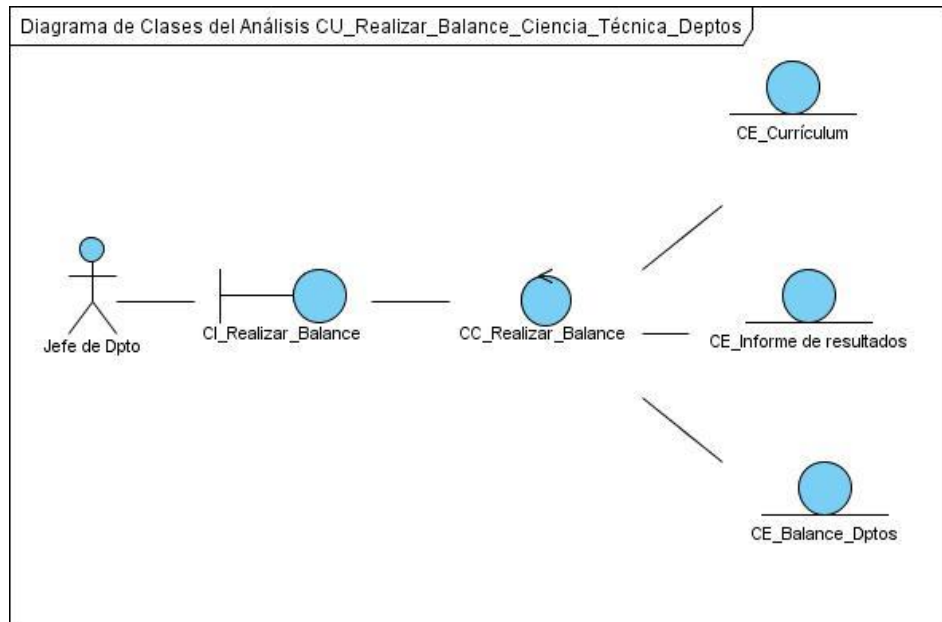 Diagrama de Clases del Análisis CU_Realizar_Balance_Ciencia_Técnica_Deptos
CE_Currículum
Jefe de Dpto
CI_Realizar_Balance
CC_Realizar_Balance
CE_Informe de resultados
CE_Balance_Dptos